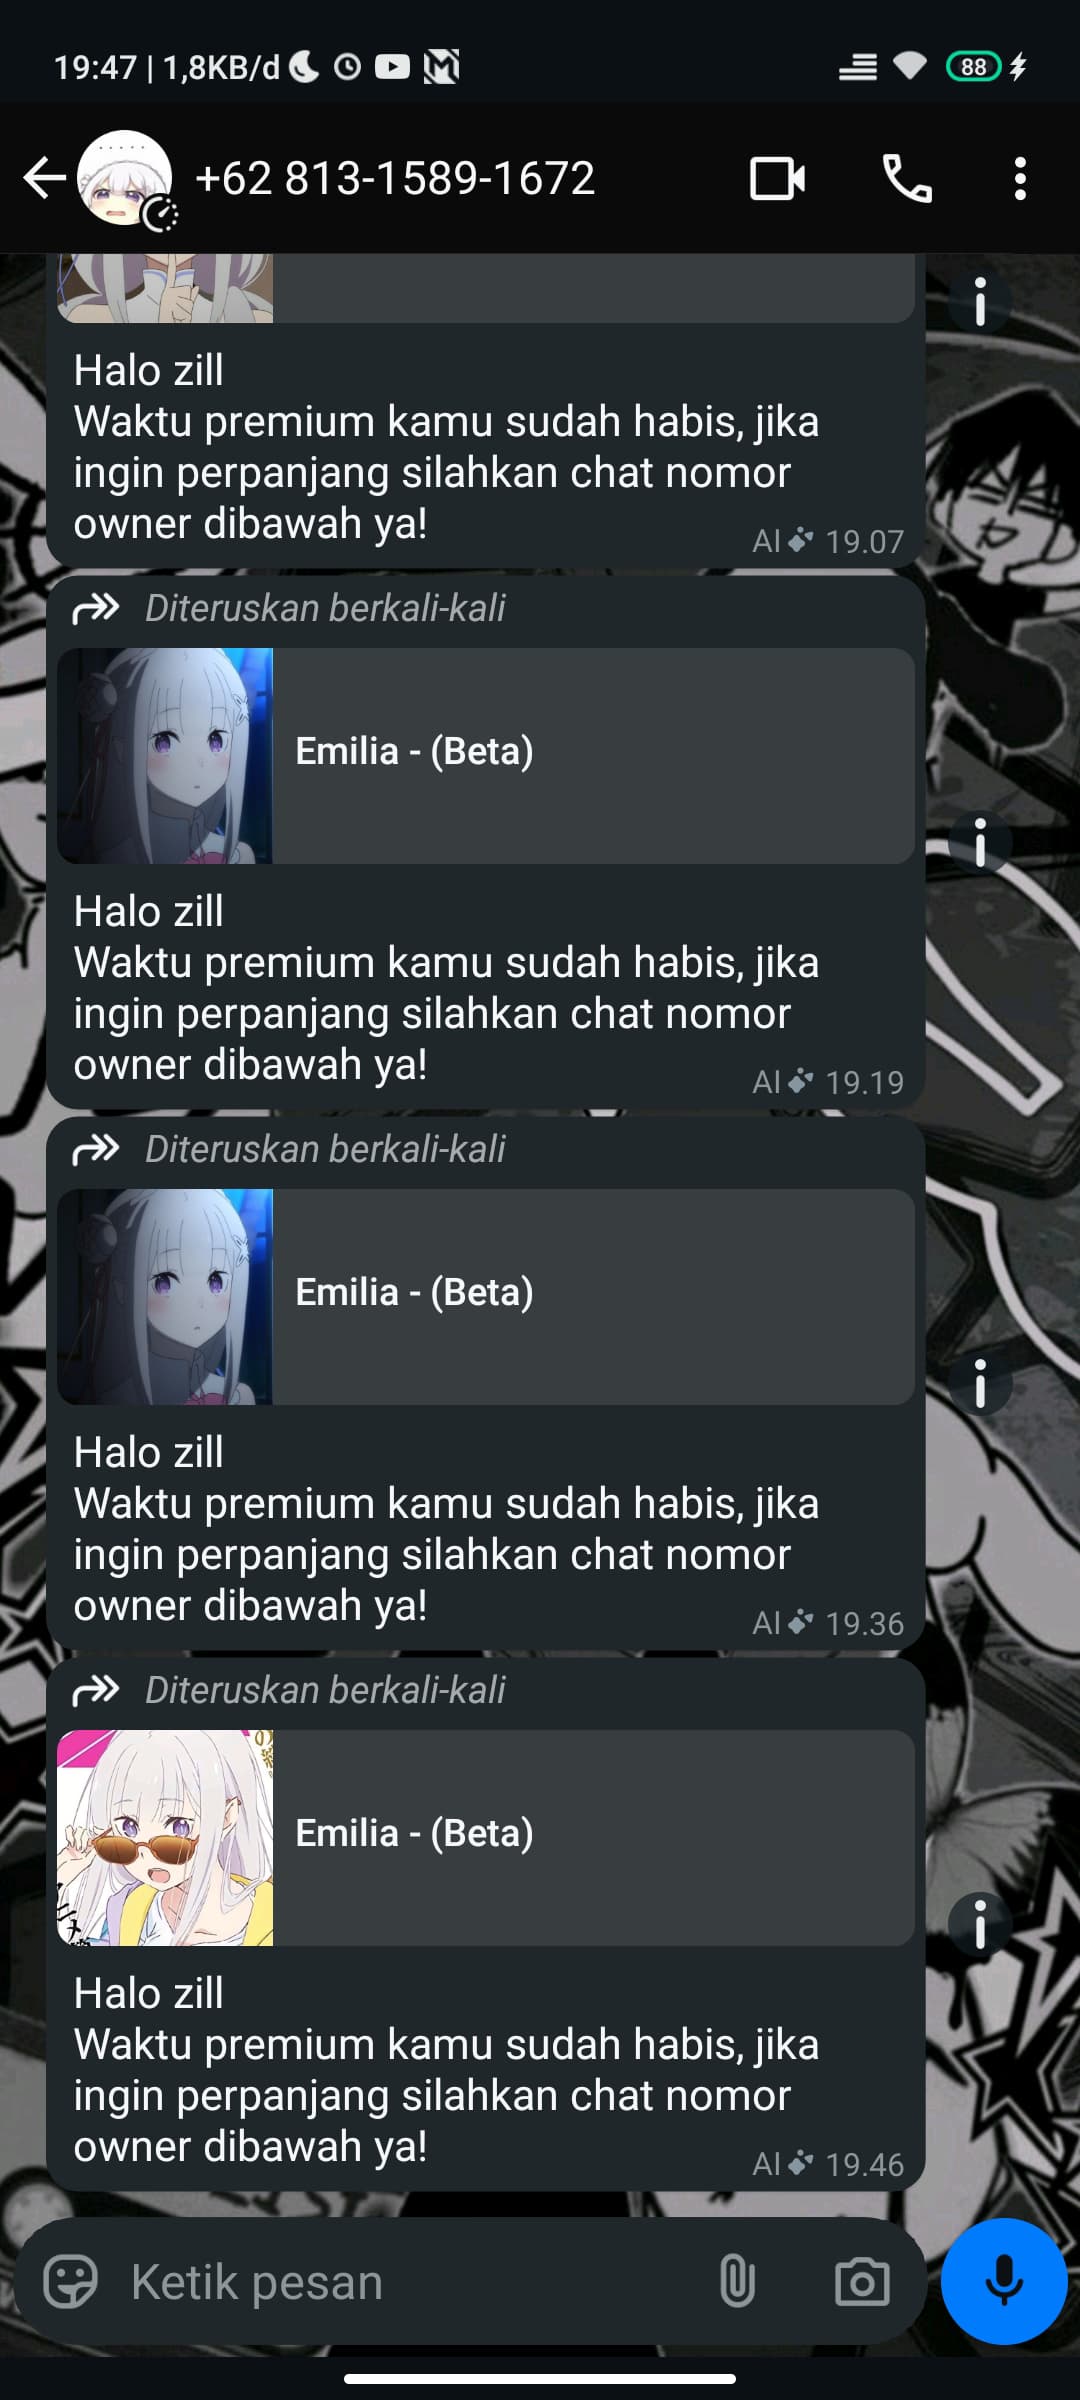 19:47 | 1,8KB/d
88
+62 813-1589-1672
Halo zill
Waktu premium kamu sudah habis, jika
ingin perpanjang silahkan chat nomor
owner dibawah ya!
AI 19.07
Diteruskan berkali-kali
Emilia - (Beta)
Halo zill
Waktu premium kamu sudah habis, jika
ingin perpanjang silahkan chat nomor
owner dibawah ya!
AI 19.19
Diteruskan berkali-kali
Emilia - (Beta)
Halo zill
Waktu premium kamu sudah habis, jika
ingin perpanjang silahkan chat nomor
owner dibawah ya!
AI 19.36
Diteruskan berkali-kali
Emilia - (Beta)
Halo zill
Waktu premium kamu sudah habis, jika
ingin perpanjang silahkan chat nomor
owner dibawah ya!
AI 19.46
Ketik pesan